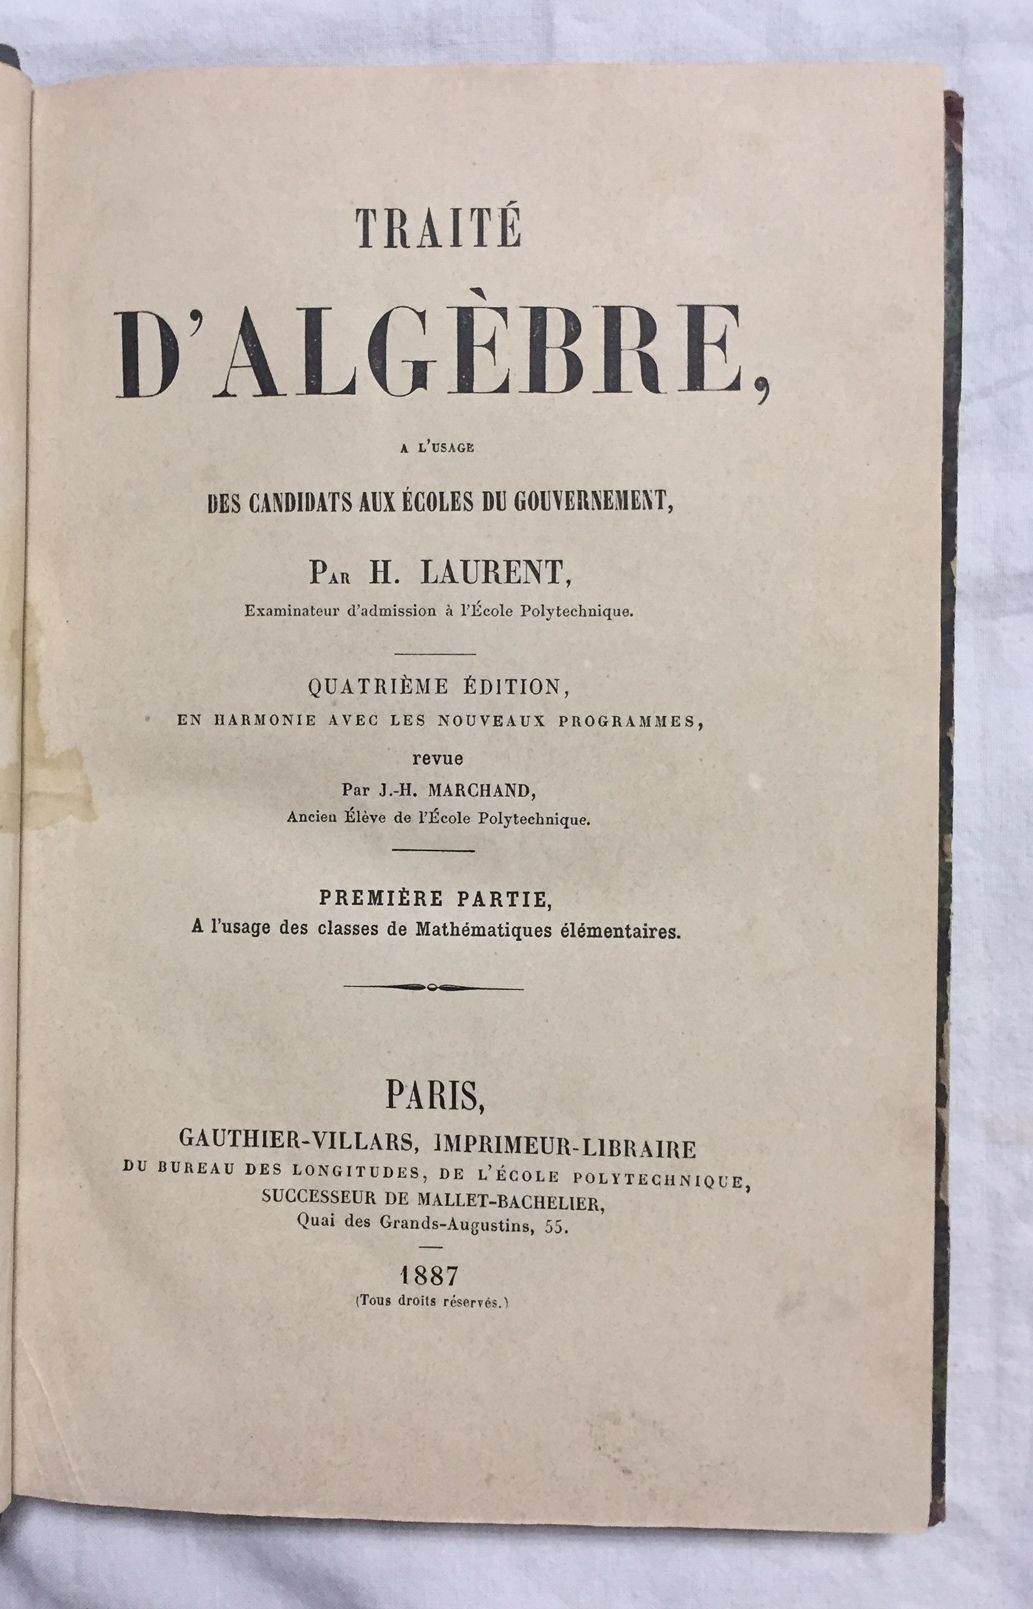 TRAITÉ
D'ALGÈBRE,
A L'USAGE
DES CANDIDATS AUX ÉCOLES DU GOUVERNEMENT,
PAR H. LAURENT,
Examinateur d'admission à l'École Polytechnique.
QUATRIÈME ÉDITION,
EN HARMONIE AVEC LES NOUVEAUX PROGRAMMES,
revue
Par J.-H. MARCHAND,
Ancien Élève de l'École Polytechnique.
PREMIÈRE PARTIE,
A l'usage des classes de Mathématiques élémentaires.
PARIS,
GAUTHIER-VILLARS, IMPRIMEUR-LIBRAIRE
DU BUREAU DES LONGITUDES, DE L'ÉCOLE POLYTECHNIQUE,
SUCCESSEUR DE MALLET-BACHELIER,
Quai des Grands-Augustins, 55.
1887
(Tous droits réservés.)